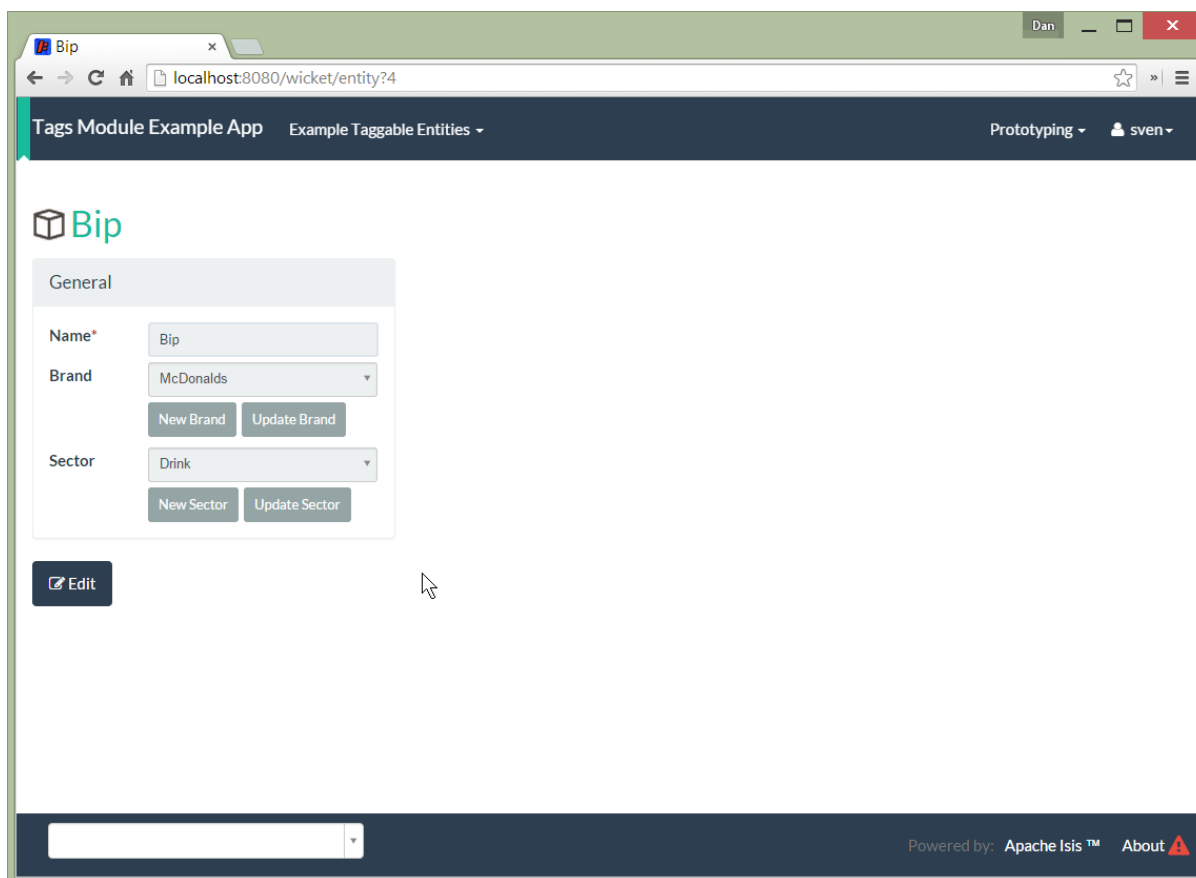 Dan
Bip
localhost:8080/wicket/entity?4
Tags Module Example App Example Taggable Entities Prototyping sven
Bip
General
Name* Bip
Brand McDonalds
New Brand Update Brand
Sector Drink
New Sector Update Sector
Edit
Powered by: Apache Isis ™ About